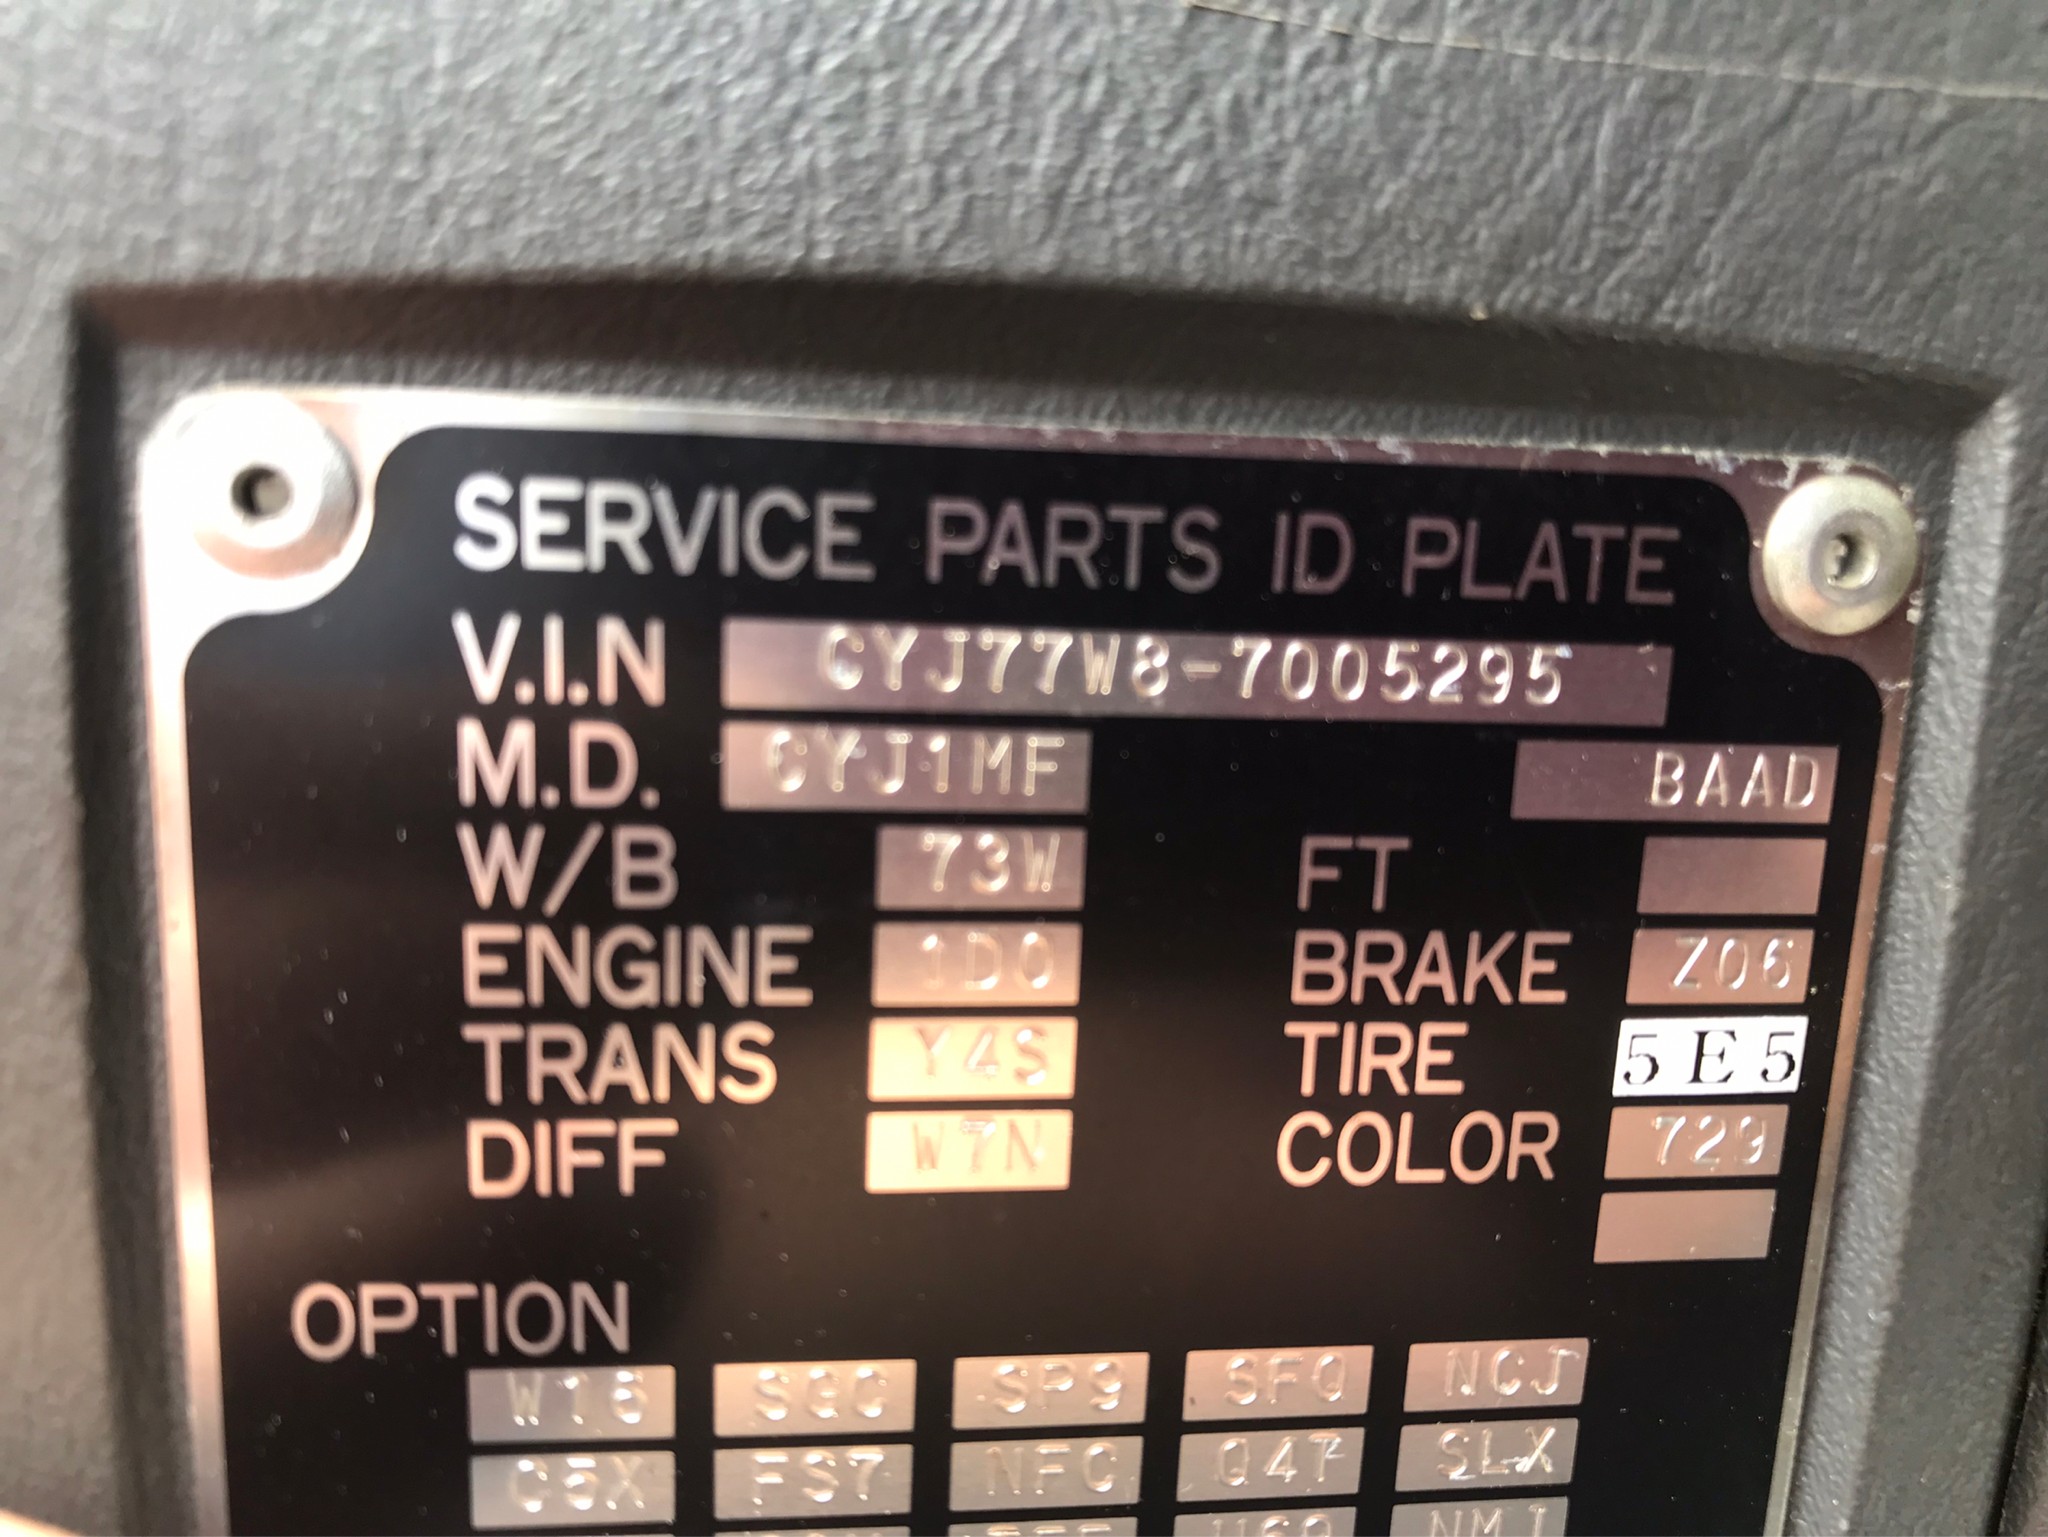 SERVICE PARTS ID PLATE
V.I.N CYJ77W8-7005295
M.D. CYJ1MF BAAD
W/B 73W FT
ENGINE 1D0 BRAKE Z06
TRANS Y4S TIRE 5E5
DIFF W7N COLOR 729
OPTION
W16 SGC SP9 SFQ NCJ
C5X FS7 NFC Q4T SLX